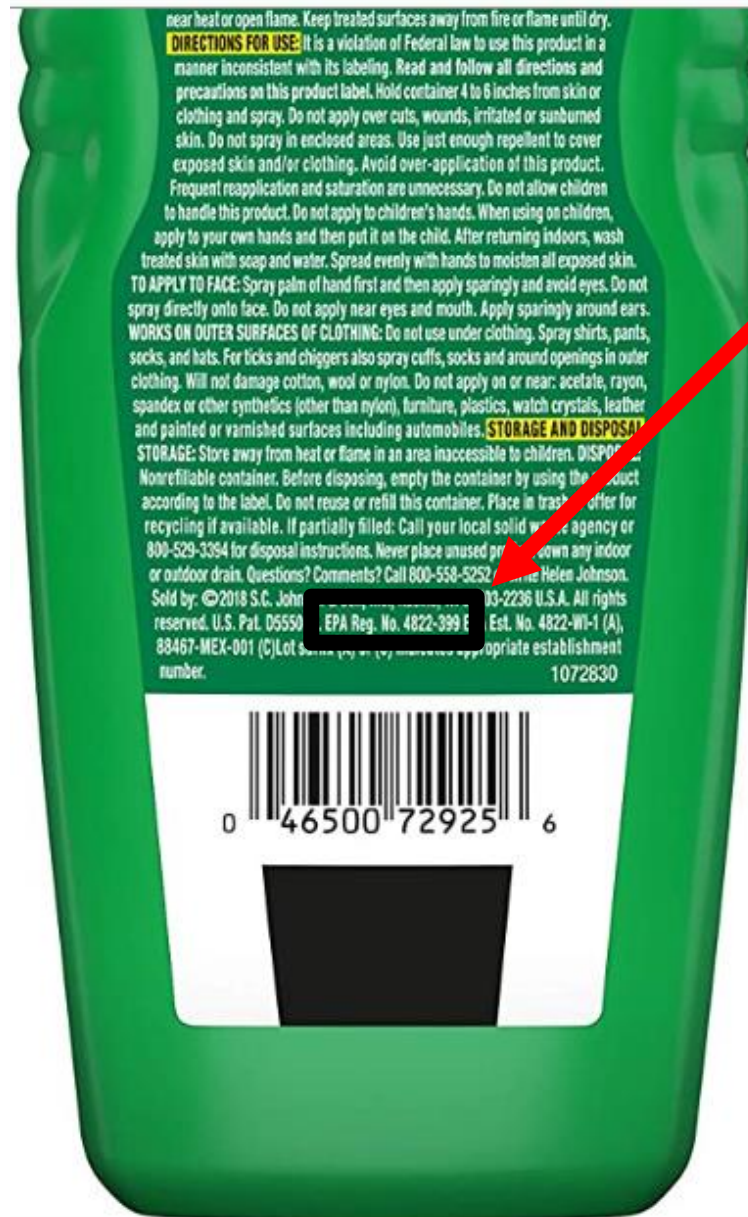 near heat or open flame. Keep treated surfaces away from fire or flame until dry.
DIRECTIONS FOR USE: It is a violation of Federal law to use this product in a
manner inconsistent with its labeling. Read and follow all directions and
precautions on this product label. Hold container 4 to 6 inches from skin or
clothing and spray. Do not apply over cuts, wounds, irritated or sunburned
skin. Do not spray in enclosed areas. Use just enough repellent to cover
exposed skin and/or clothing. Avoid over-application of this product.
Frequent reapplication and saturation are unnecessary. Do not allow children
to handle this product. Do not apply to children's hands. When using on children,
apply to your own hands and then put it on the child. After returning indoors, wash
treated skin with soap and water. Spread evenly with hands to moisten all exposed skin.
TO APPLY TO FACE: Spray palm of hand first and then apply sparingly and avoid eyes. Do not
spray directly onto face. Do not apply near eyes and mouth. Apply sparingly around ears.
WORKS ON OUTER SURFACES OF CLOTHING: Do not use under clothing. Spray shirts, pants,
socks, and hats. For ticks and chiggers also spray cuffs, socks and around openings in outer
clothing. Will not damage cotton, wool or nylon. Do not apply on or near: acetate, rayon,
spandex or other synthetics (other than nylon), furniture, plastics, watch crystals, leather
and painted or varnished surfaces including automobiles. STORAGE AND DISPOSAL
STORAGE: Store away from heat or flame in an area inaccessible to children.
Nonrefillable container. Before disposing, empty the container by using the
according to the label. Do not reuse or refill this container. Place in trash offer for
recycling if available. If partially filled: Call your local solid agency or
800-529-3394 for disposal instructions. Never place unused down any indoor
or outdoor drain. Questions? Comments? Call 800-558-5252 Helen Johnson.
Sold by: ©2018 S.C. 03-2236 U.S.A. All rights
reserved. U.S. Pat. EPA Reg. No. 4822-399 Est. No. 4822-WI-1 (A),
88467-MEX-001 (C)Lot establishment
number. 1072830
0 46500 72925 6